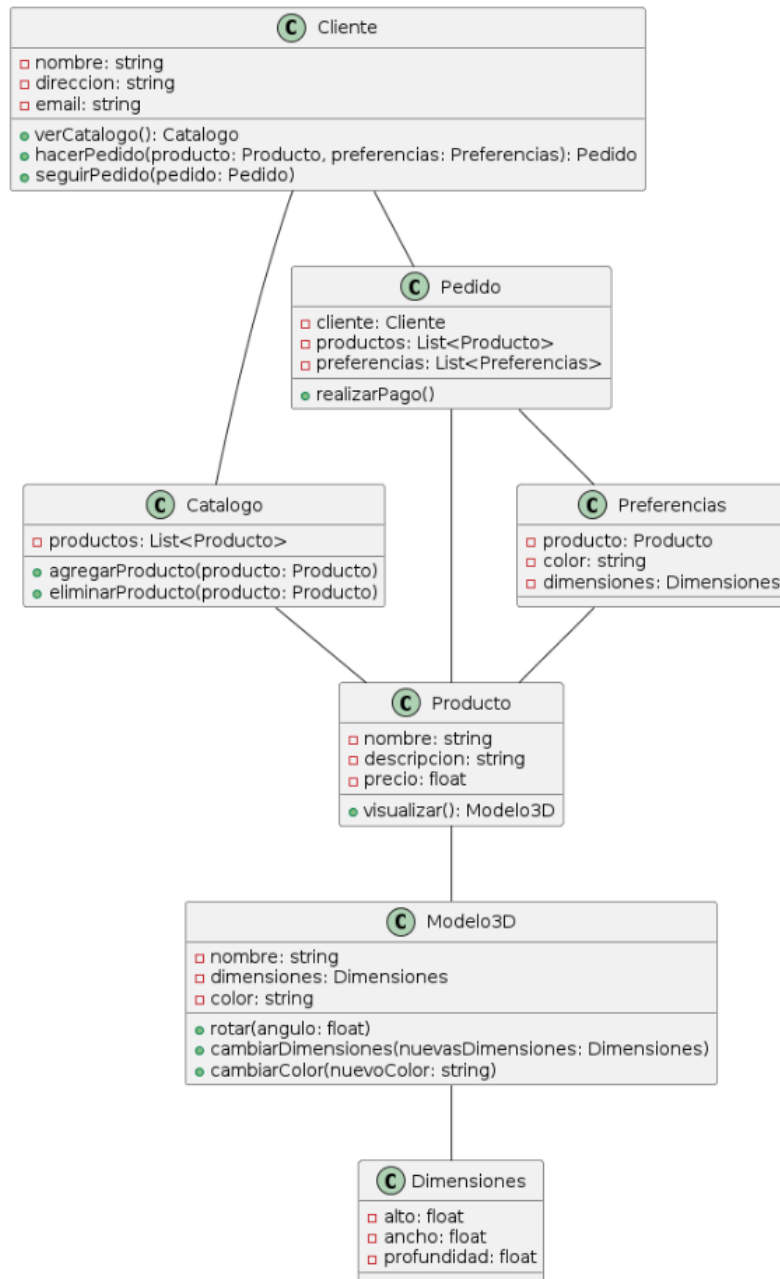 C Cliente
nombre: string
direccion: string
email: string
verCatalogo(): Catalogo
hacerPedido(producto: Producto, preferencias: Preferencias): Pedido
seguirPedido(pedido: Pedido)
C Pedido
cliente: Cliente
productos: List<Producto>
preferencias: List<Preferencias>
realizarPago()
C Catalogo
productos: List<Producto>
agregarProducto(producto: Producto)
eliminarProducto(producto: Producto)
C Preferencias
producto: Producto
color: string
dimensiones: Dimensiones
C Producto
nombre: string
descripcion: string
precio: float
visualizar(): Modelo3D
C Modelo3D
nombre: string
dimensiones: Dimensiones
color: string
rotar(angulo: float)
cambiarDimensiones(nuevasDimensiones: Dimensiones)
cambiarColor(nuevoColor: string)
C Dimensiones
alto: float
ancho: float
profundidad: float